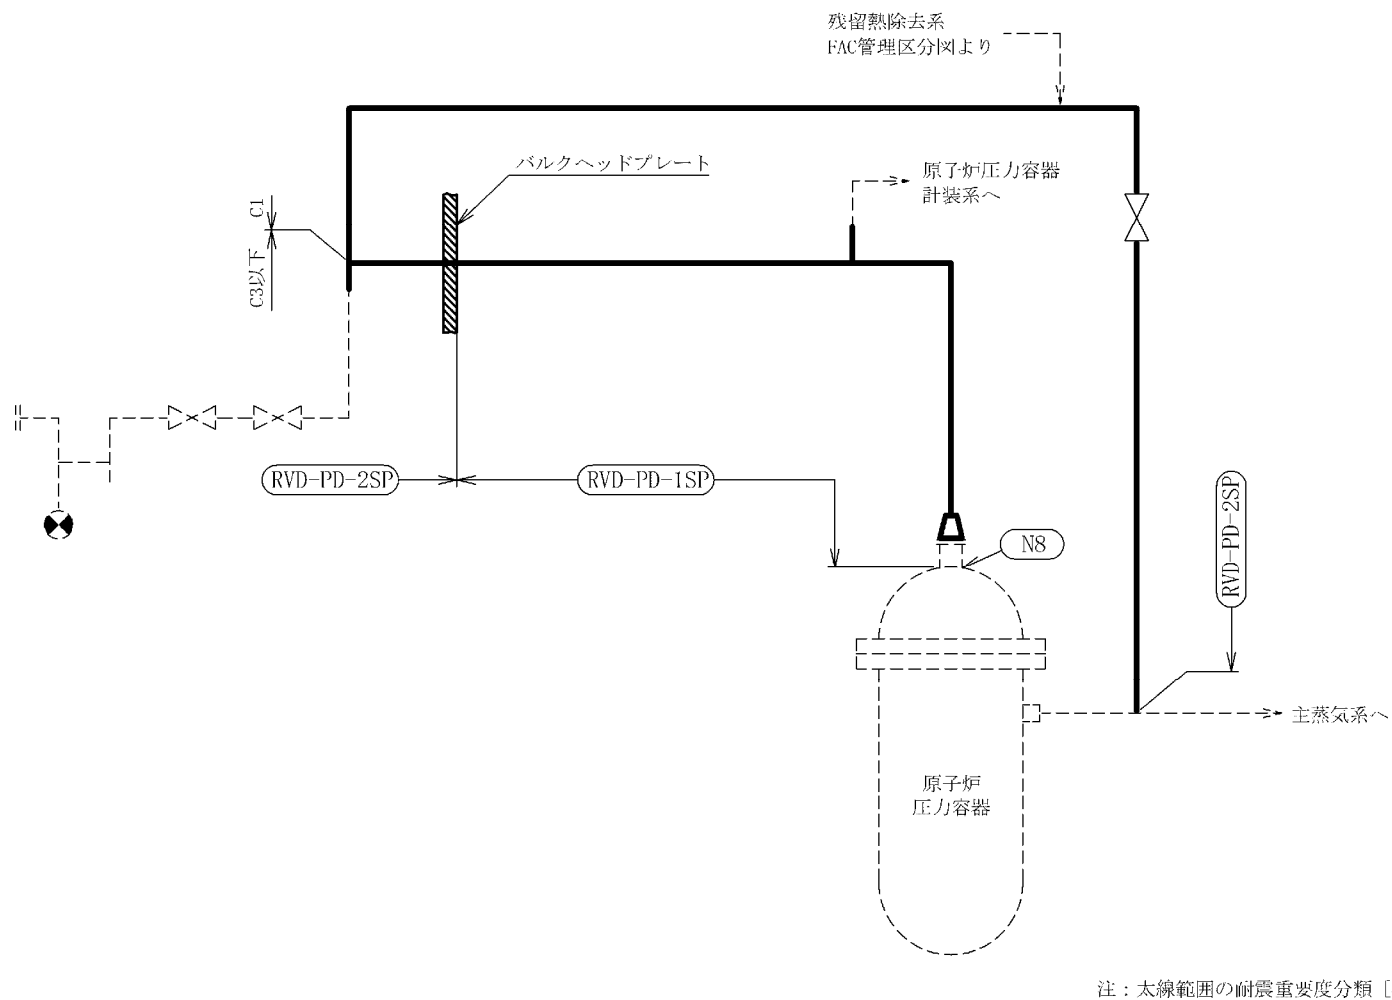 残留熱除去系
FAC管理区分図より
バルクヘッドプレート
原子炉圧力容器
計装系へ
C1
C3以下
RVD-PD-2SP
RVD-PD-1SP
N8
RVD-PD-2SP
主蒸気系へ
原子炉
圧力容器
注：太線範囲の耐震重要度分類［